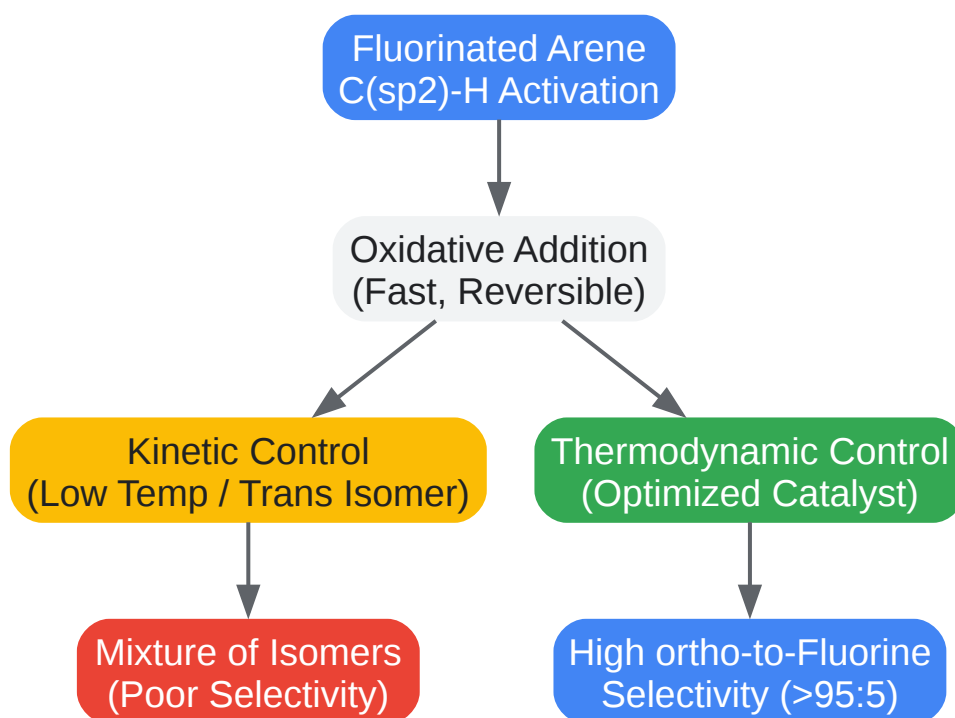 Fluorinated Arene
C(sp2)-H Activation
Oxidative Addition
(Fast, Reversible)
Kinetic Control
(Low Temp / Trans Isomer)
Thermodynamic Control
(Optimized Catalyst)
Mixture of Isomers
(Poor Selectivity)
High ortho-to-Fluorine
Selectivity (>95:5)